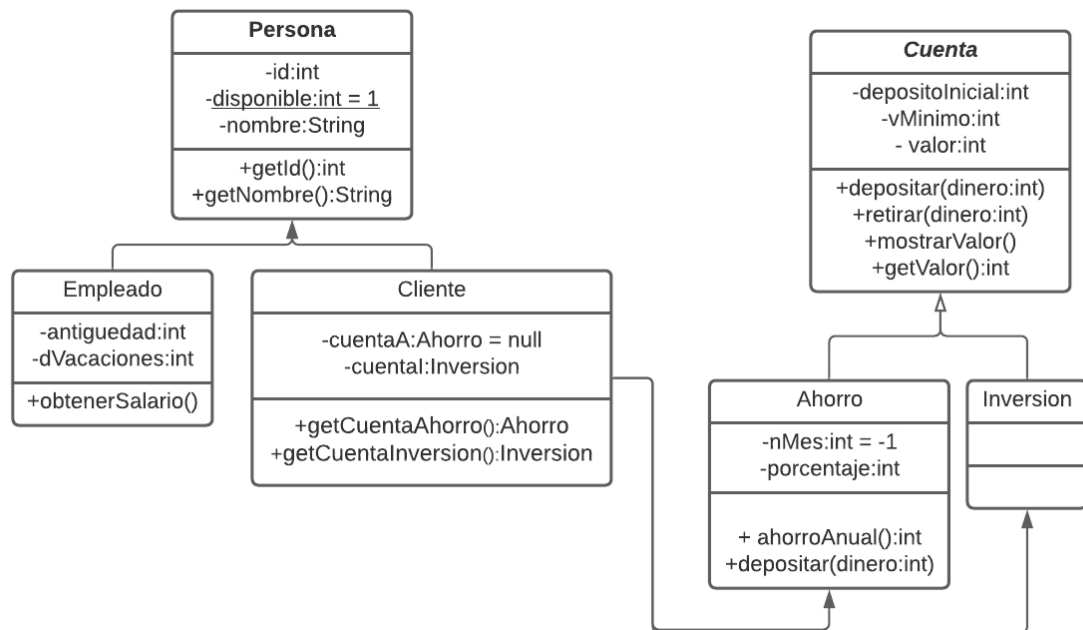 Persona
-id:int
-disponible:int = 1
-nombre:String
+getId():int
+getNombre():String
Cuenta
-depositoInicial:int
-vMinimo:int
- valor:int
+depositar(dinero:int)
+retirar(dinero:int)
+mostrarValor()
+getValor():int
Empleado
-antiguedad:int
-dVacaciones:int
+obtenerSalario()
Cliente
-cuentaA:Ahorro = null
-cuentaI:Inversion
+getCuentaAhorro():Ahorro
+getCuentaInversion():Inversion
Ahorro
-nMes:int = -1
-porcentaje:int
+ ahorroAnual():int
+depositar(dinero:int)
Inversion